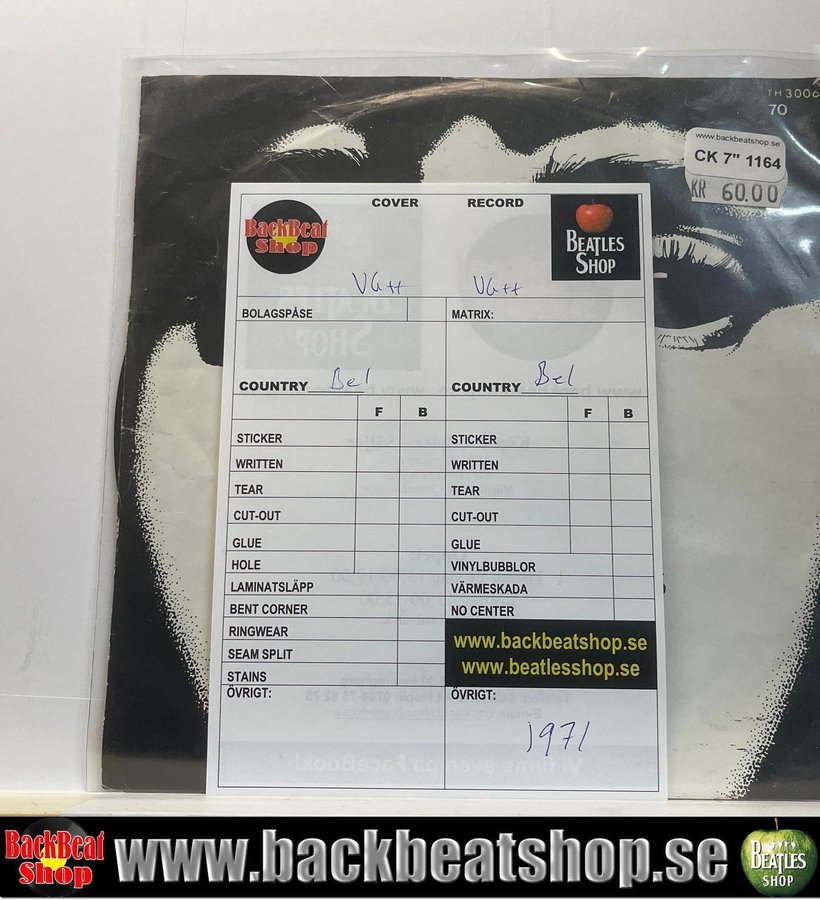 TH 3006
70
www.backbeatshop.se
CK 7" 1164
KR 60.00
COVER RECORD
BackBeat
Shop
BEATLES
SHOP
VG++ VG++
BOLAGSPÅSE MATRIX:
COUNTRY Bel COUNTRY Bel
F B F B
STICKER STICKER
WRITTEN WRITTEN
TEAR TEAR
CUT-OUT CUT-OUT
GLUE GLUE
HOLE VINYLBUBBLOR
LAMINATSLÄPP VÄRMESKADA
BENT CORNER NO CENTER
RINGWEAR
SEAM SPLIT
STAINS
www.backbeatshop.se
www.beatlesshop.se
ÖVRIGT: ÖVRIGT:
1971
BackBeat
Shop
www.backbeatshop.se
BEATLES
SHOP